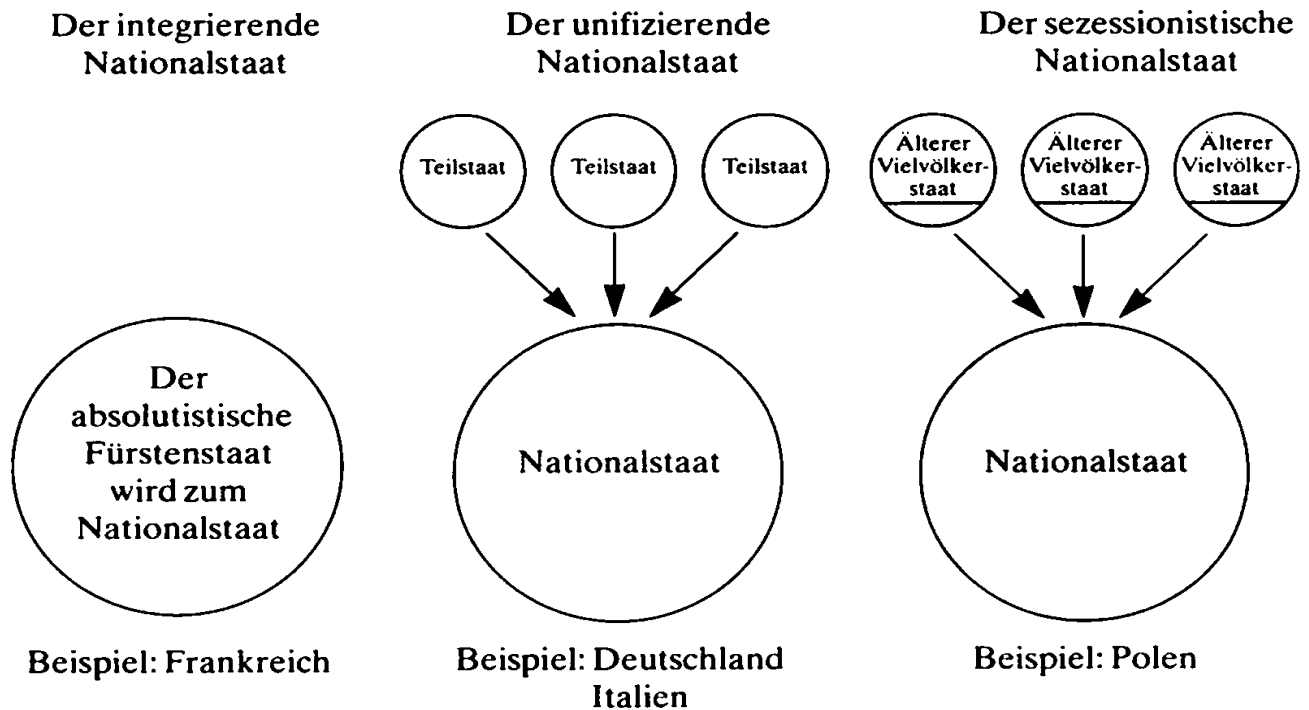 Der integrierende
Nationalstaat
Der unifizierende
Nationalstaat
Der sezessionistische
Nationalstaat
Teilstaat
Teilstaat
Teilstaat
Älterer
Vielvölker-
staat
Älterer
Vielvölker-
staat
Älterer
Vielvölker-
staat
Der
absolutistische
Fürstenstaat
wird zum
Nationalstaat
Nationalstaat
Nationalstaat
Beispiel: Frankreich
Beispiel: Deutschland
Italien
Beispiel: Polen